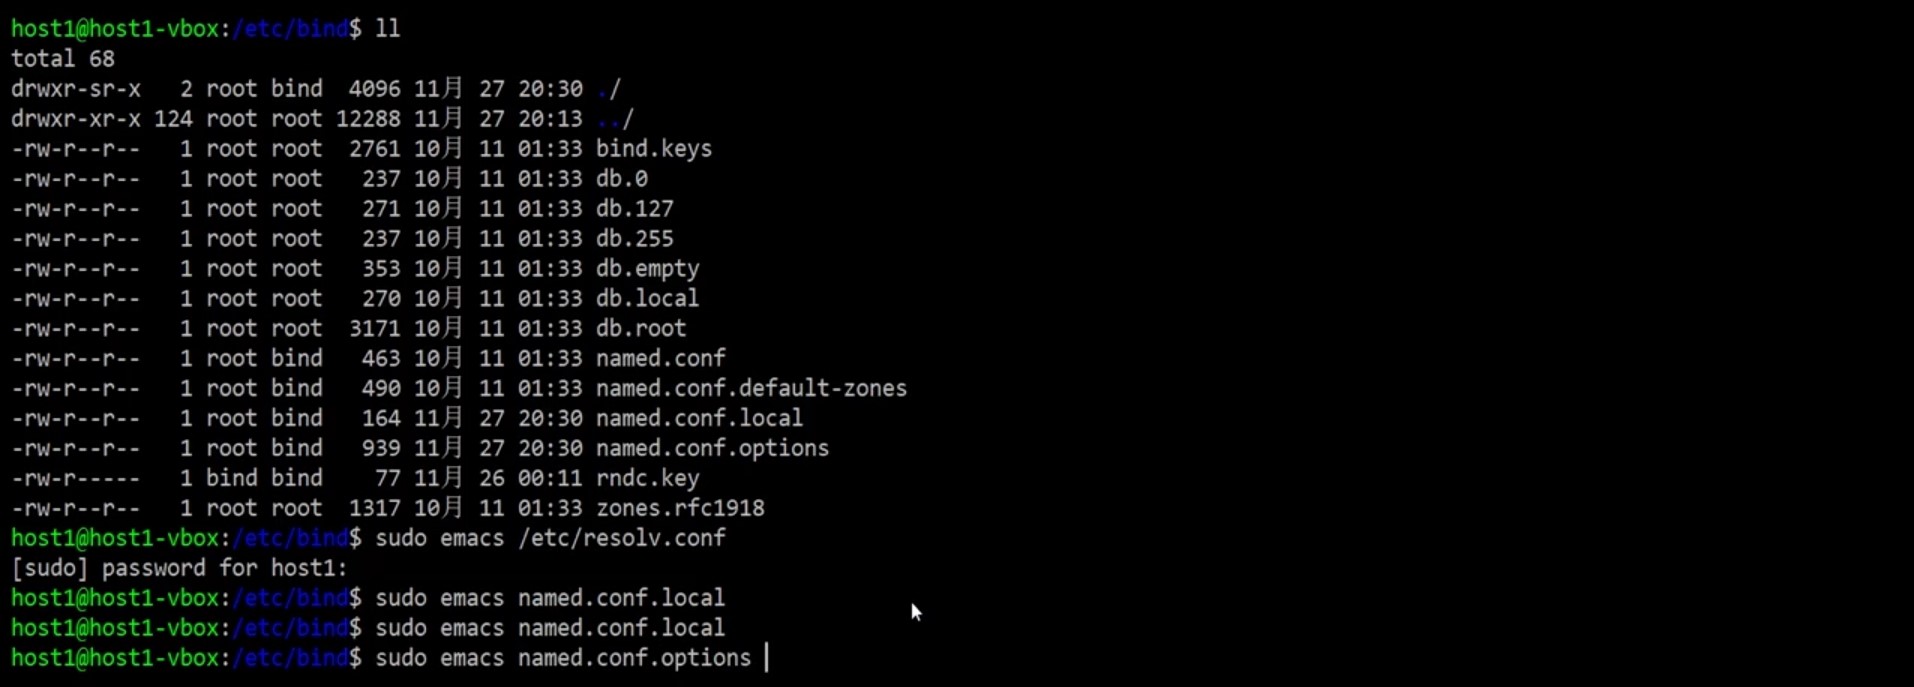 host1@host1-vbox:/etc/bind$ ll
total 68
drwxr-sr-x   2 root bind  4096 11月 27 20:30 ./
drwxr-xr-x 124 root root 12288 11月 27 20:13 ../
-rw-r--r--   1 root root  2761 10月 11 01:33 bind.keys
-rw-r--r--   1 root root   237 10月 11 01:33 db.0
-rw-r--r--   1 root root   271 10月 11 01:33 db.127
-rw-r--r--   1 root root   237 10月 11 01:33 db.255
-rw-r--r--   1 root root   353 10月 11 01:33 db.empty
-rw-r--r--   1 root root   270 10月 11 01:33 db.local
-rw-r--r--   1 root root  3171 10月 11 01:33 db.root
-rw-r--r--   1 root bind   463 10月 11 01:33 named.conf
-rw-r--r--   1 root bind   490 10月 11 01:33 named.conf.default-zones
-rw-r--r--   1 root bind   164 11月 27 20:30 named.conf.local
-rw-r--r--   1 root bind   939 11月 27 20:30 named.conf.options
-rw-r-----   1 bind bind    77 11月 26 00:11 rndc.key
-rw-r--r--   1 root root  1317 10月 11 01:33 zones.rfc1918
host1@host1-vbox:/etc/bind$ sudo emacs /etc/resolv.conf
[sudo] password for host1:
host1@host1-vbox:/etc/bind$ sudo emacs named.conf.local
host1@host1-vbox:/etc/bind$ sudo emacs named.conf.local
host1@host1-vbox:/etc/bind$ sudo emacs named.conf.options